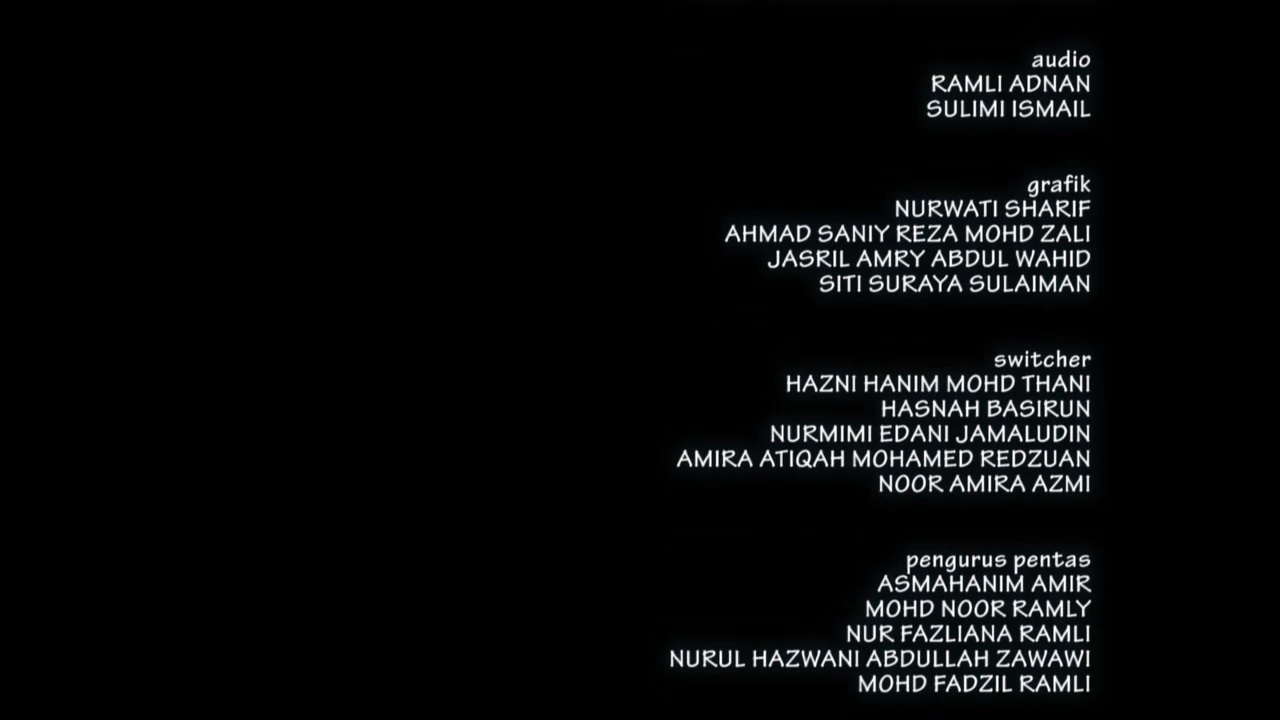 audio
RAMLI ADNAN
SULIMI ISMAIL
grafik
NURWATI SHARIF
AHMAD SANIY REZA MOHD ZALI
JASRIL AMRY ABDUL WAHID
SITI SURAYA SULAIMAN
switcher
HAZNI HANIM MOHD THANI
HASNAH BASIRUN
NURMIMI EDANI JAMALUDIN
AMIRA ATIQAH MOHAMED REDZUAN
NOOR AMIRA AZMI
pengurus pentas
ASMAHANIM AMIR
MOHD NOOR RAMLY
NUR FAZLIANA RAMLI
NURUL HAZWANI ABDULLAH ZAWAWI
MOHD FADZIL RAMLI